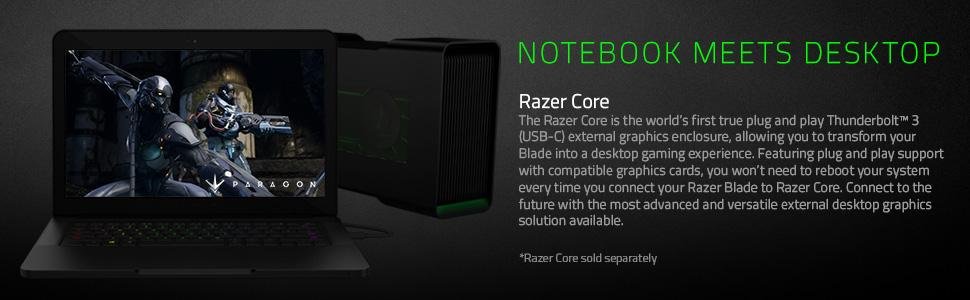 NOTEBOOK MEETS DESKTOP
Razer Core
The Razer Core is the world's first true plug and play Thunderbolt™ 3
(USB-C) external graphics enclosure, allowing you to transform your
Blade into a desktop gaming experience. Featuring plug and play support
with compatible graphics cards, you won't need to reboot your system
every time you connect your Razer Blade to Razer Core. Connect to the
future with the most advanced and versatile external desktop graphics
solution available.
*Razer Core sold separately
PARAGON